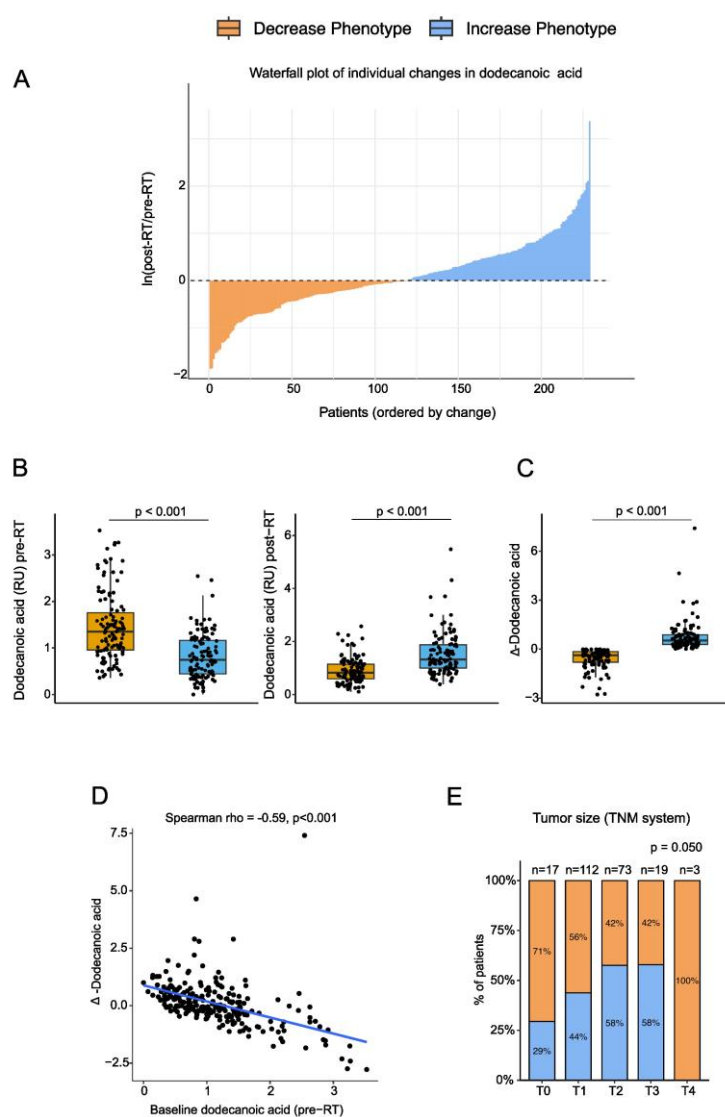 Decrease Phenotype Increase Phenotype
A
Waterfall plot of individual changes in dodecanoic acid
ln(post-RT/pre-RT)
2
0
−2
0 50 100 150 200
Patients (ordered by change)
B
p < 0.001
Dodecanoic acid (RU) pre-RT
3
2
1
0
p < 0.001
Dodecanoic acid (RU) post-RT
6
4
2
0
C
p < 0.001
Δ-Dodecanoic acid
6
3
0
−3
D
Spearman rho = -0.59, p<0.001
Δ -Dodecanoic acid
7.5
5.0
2.5
0.0
−2.5
0 1 2 3
Baseline dodecanoic acid (pre−RT)
E
Tumor size (TNM system)
p = 0.050
n=17 n=112 n=73 n=19 n=3
% of patients
100%
75%
50%
25%
0%
71% 56% 42% 42% 100%
29% 44% 58% 58%
T0 T1 T2 T3 T4